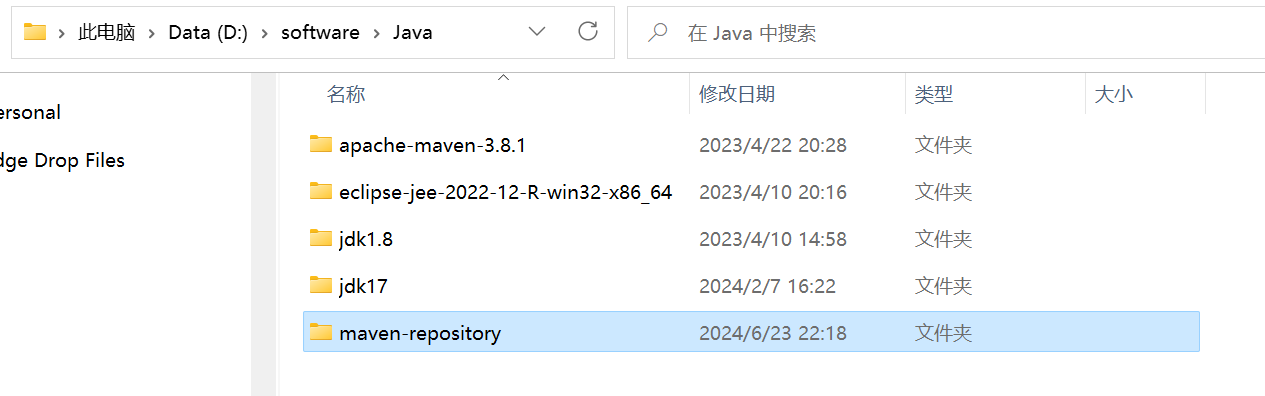 此电脑 Data (D:) software Java
在 Java 中搜索
名称 修改日期 类型 大小
ersonal
dge Drop Files
apache-maven-3.8.1 2023/4/22 20:28 文件夹
eclipse-jee-2022-12-R-win32-x86_64 2023/4/10 20:16 文件夹
jdk1.8 2023/4/10 14:58 文件夹
jdk17 2024/2/7 16:22 文件夹
maven-repository 2024/6/23 22:18 文件夹